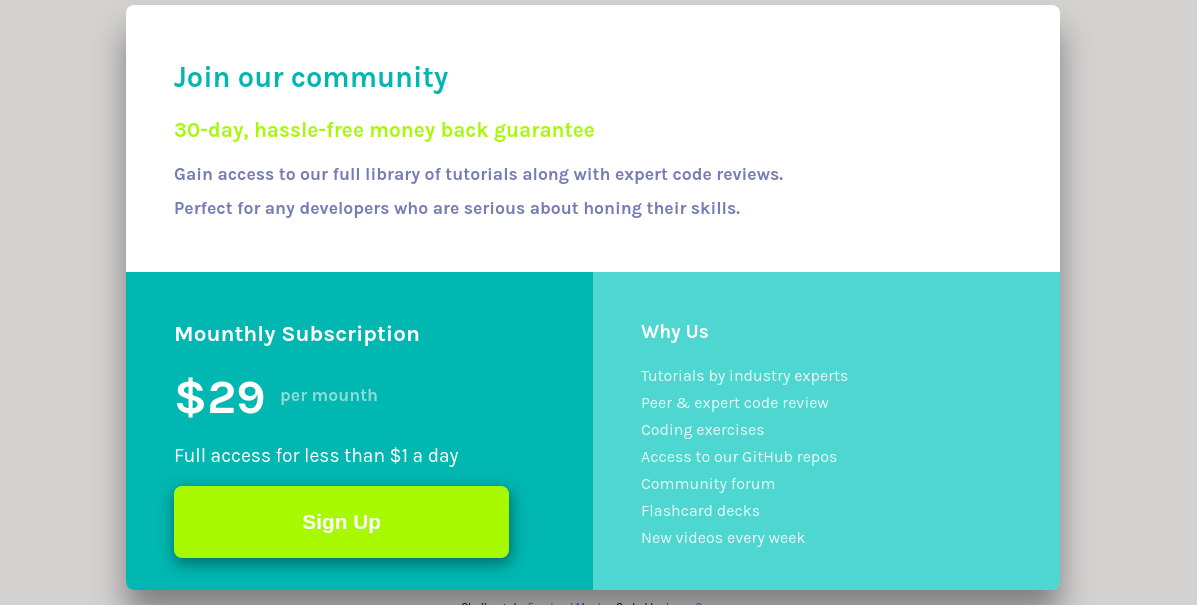 Join our community
30-day, hassle-free money back guarantee
Gain access to our full library of tutorials along with expert code reviews.
Perfect for any developers who are serious about honing their skills.
Mounthly Subscription
$29 per mounth
Full access for less than $1 a day
Sign Up
Why Us
Tutorials by industry experts
Peer & expert code review
Coding exercises
Access to our GitHub repos
Community forum
Flashcard decks
New videos every week